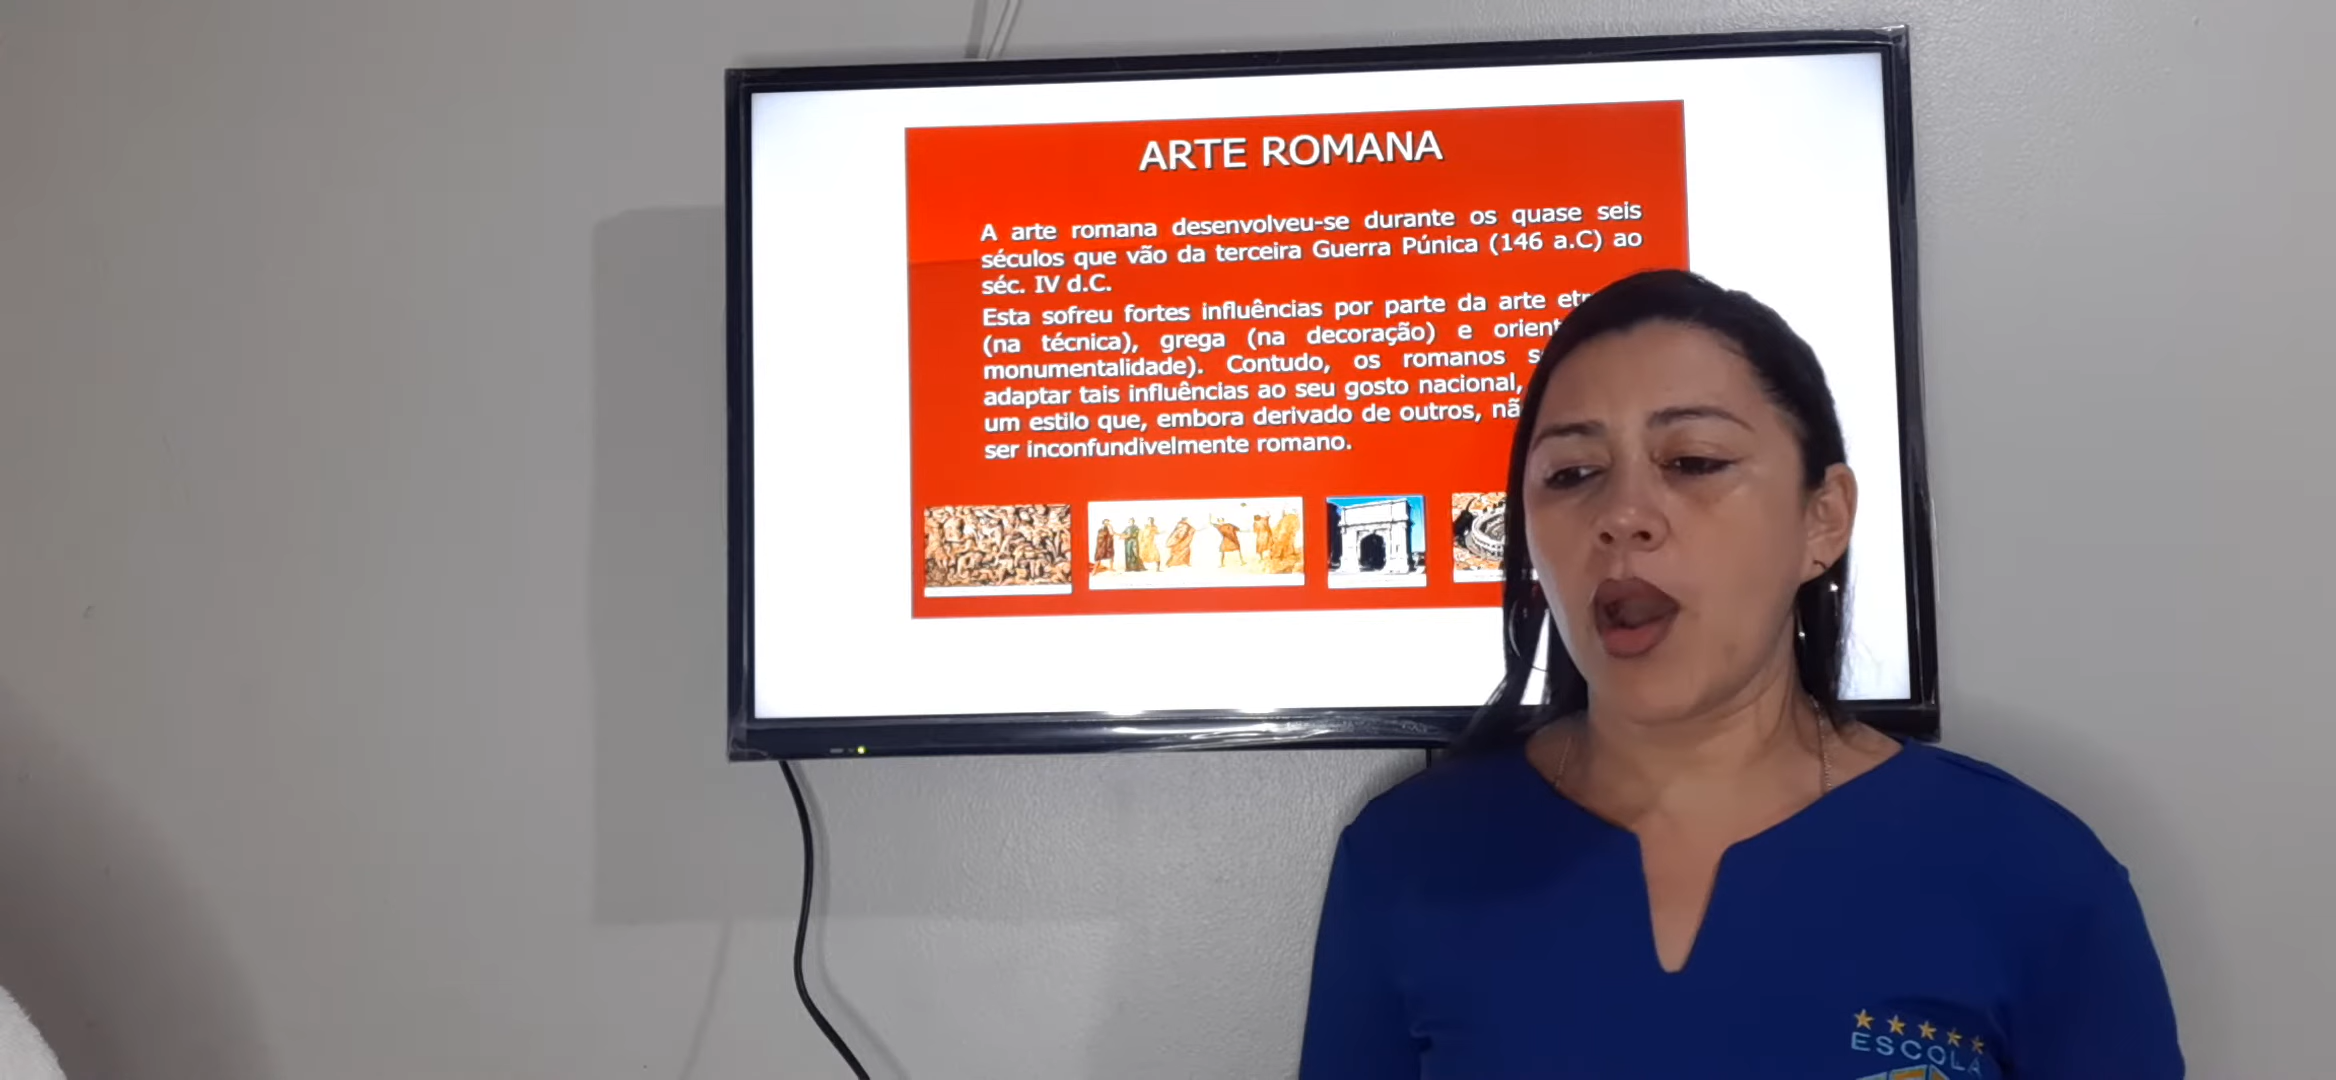 ARTE ROMANA
A arte romana desenvolveu-se durante os quase seis
séculos que vão da terceira Guerra Púnica (146 a.C) ao
séc. IV d.C.
Esta sofreu fortes influências por parte da arte
(na técnica), grega (na decoração) e
monumentalidade). Contudo, os romanos
adaptar tais influências ao seu gosto nacional,
um estilo que, embora derivado de outros,
ser inconfundivelmente romano.
ESCOLA